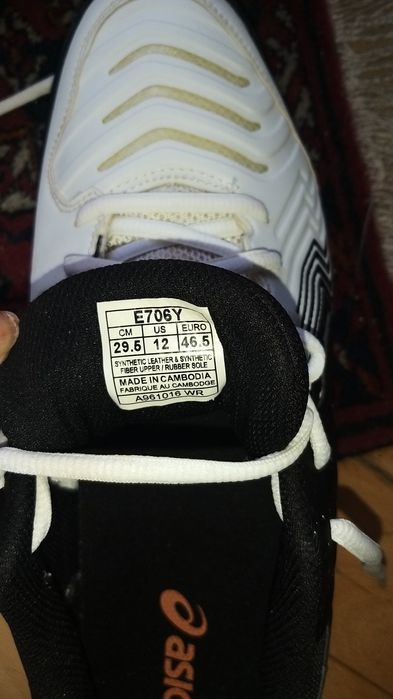 E706Y
CM US EURO
29.5 12 46.5
SYNTHETIC LEATHER & SYNTHETIC
FIBER UPPER / RUBBER SOLE
MADE IN CAMBODIA
FABRIQUE AU CAMBODGE
A961016 WR
asic